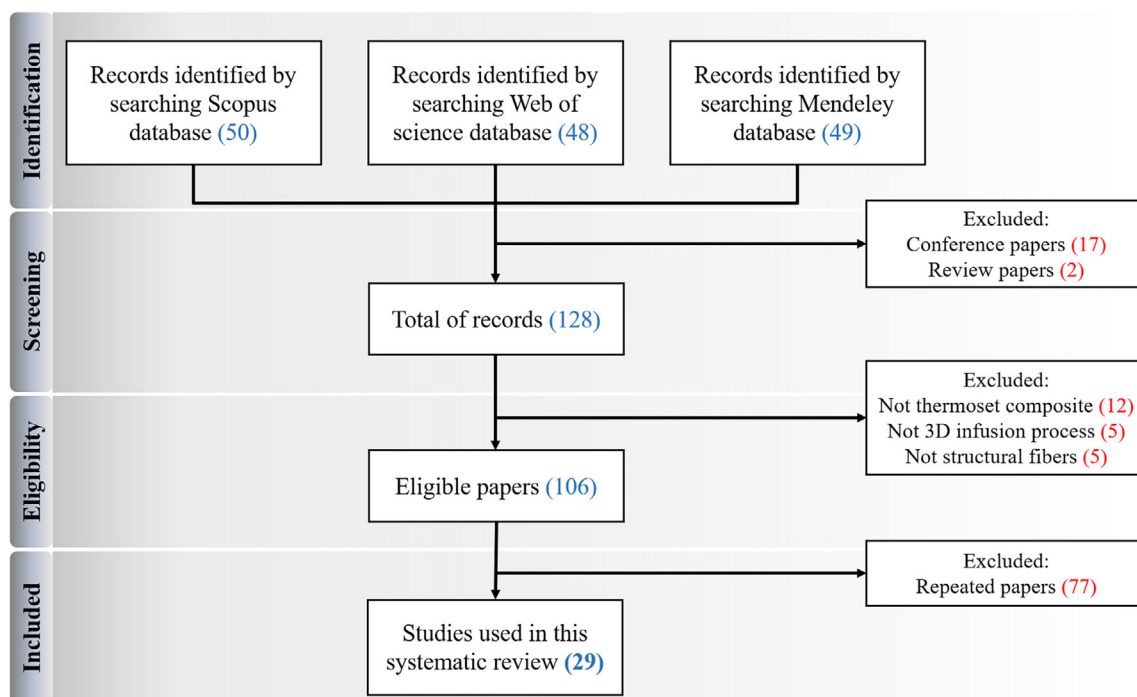 Identification
Records identified by
searching Scopus
database (50)
Records identified by
searching Web of
science database (48)
Records identified by
searching Mendeley
database (49)
Screening
Excluded:
Conference papers (17)
Review papers (2)
Total of records (128)
Eligibility
Excluded:
Not thermoset composite (12)
Not 3D infusion process (5)
Not structural fibers (5)
Eligible papers (106)
Included
Excluded:
Repeated papers (77)
Studies used in this
systematic review
(29)